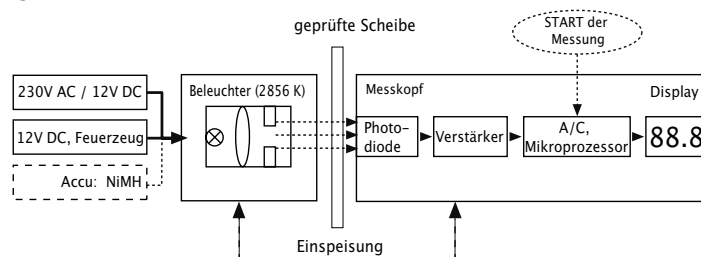 geprüfte Scheibe
START der
Messung
230V AC / 12V DC
12V DC, Feuerzeug
Accu: NiMH
Beleuchter (2856 K)
Messkopf
Display
Photo-
diode
Verstärker
A/C,
Mikroprozessor
88.8
Einspeisung